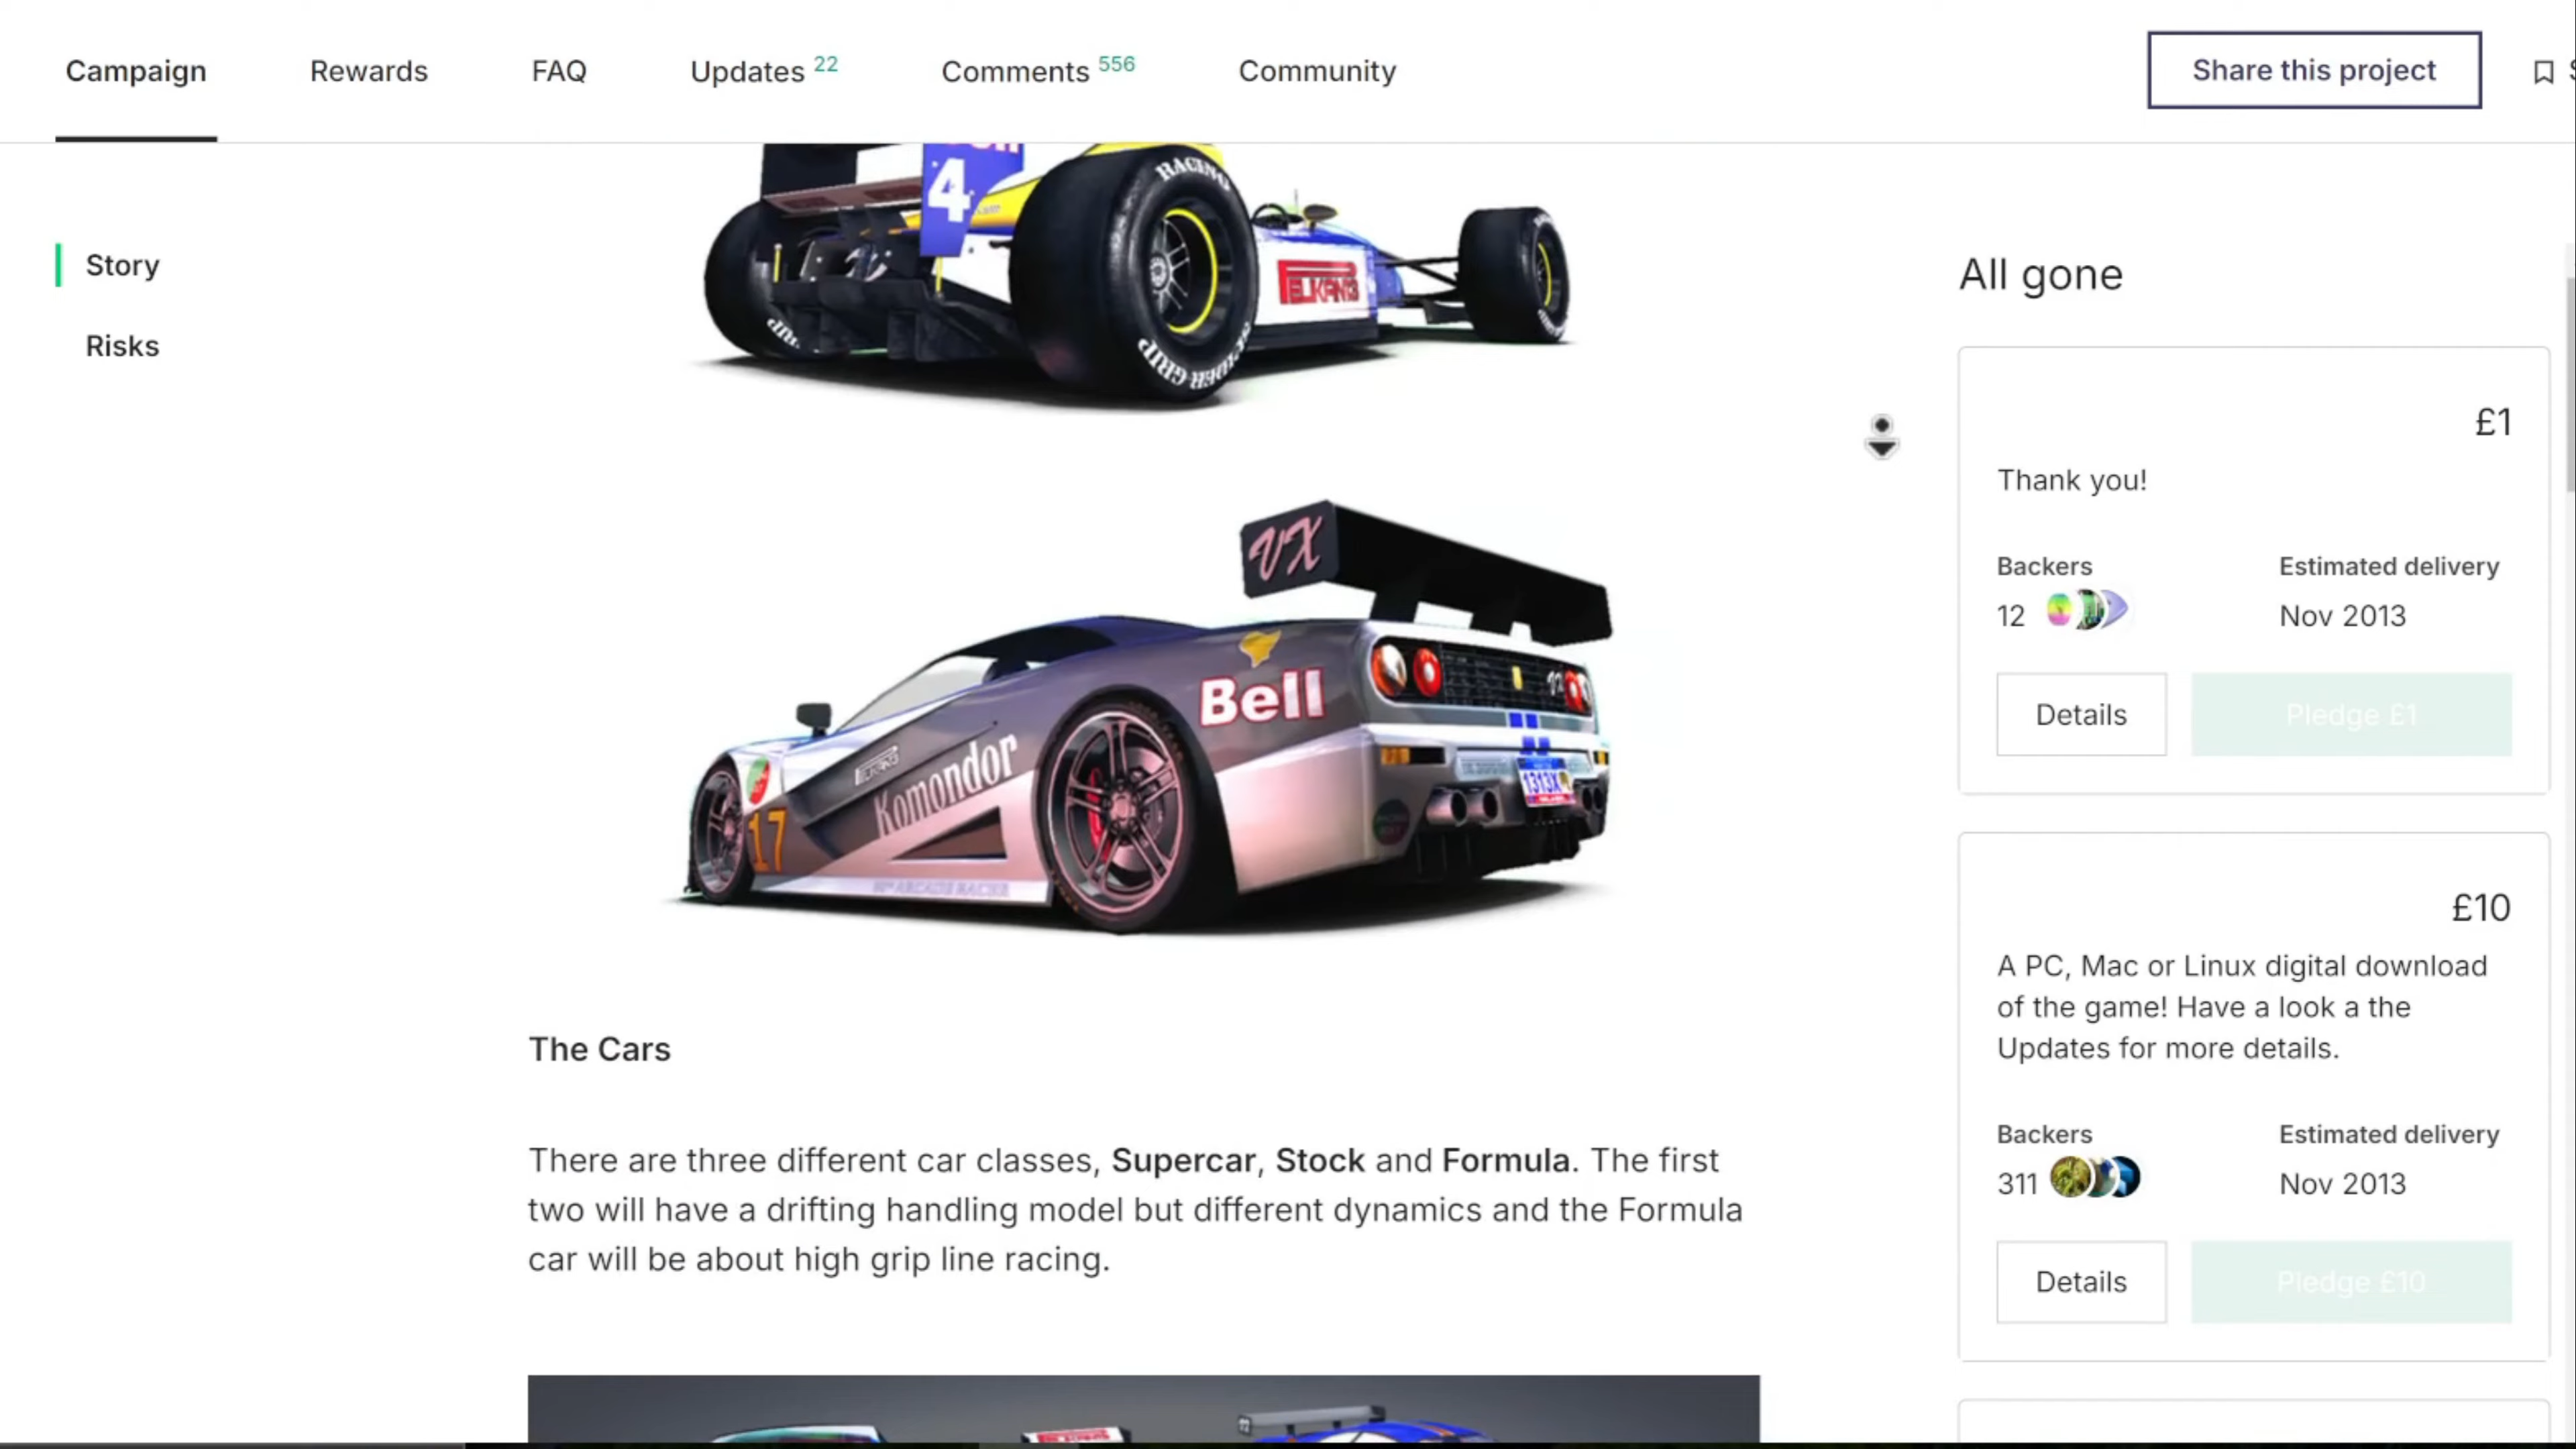 Campaign
Rewards
FAQ
Updates 22
Comments 556
Community
Share this project
Story
Risks
4
RACING
PELKAN13
GRIP
GRIP
VX
Bell
Komondor
17
All gone
£1
Thank you!
Backers
12
Estimated delivery
Nov 2013
Details
Pledge £1
£10
A PC, Mac or Linux digital download
of the game! Have a look a the
Updates for more details.
Backers
311
Estimated delivery
Nov 2013
Details
Pledge £10
The Cars
There are three different car classes, Supercar, Stock and Formula. The first
two will have a drifting handling model but different dynamics and the Formula
car will be about high grip line racing.